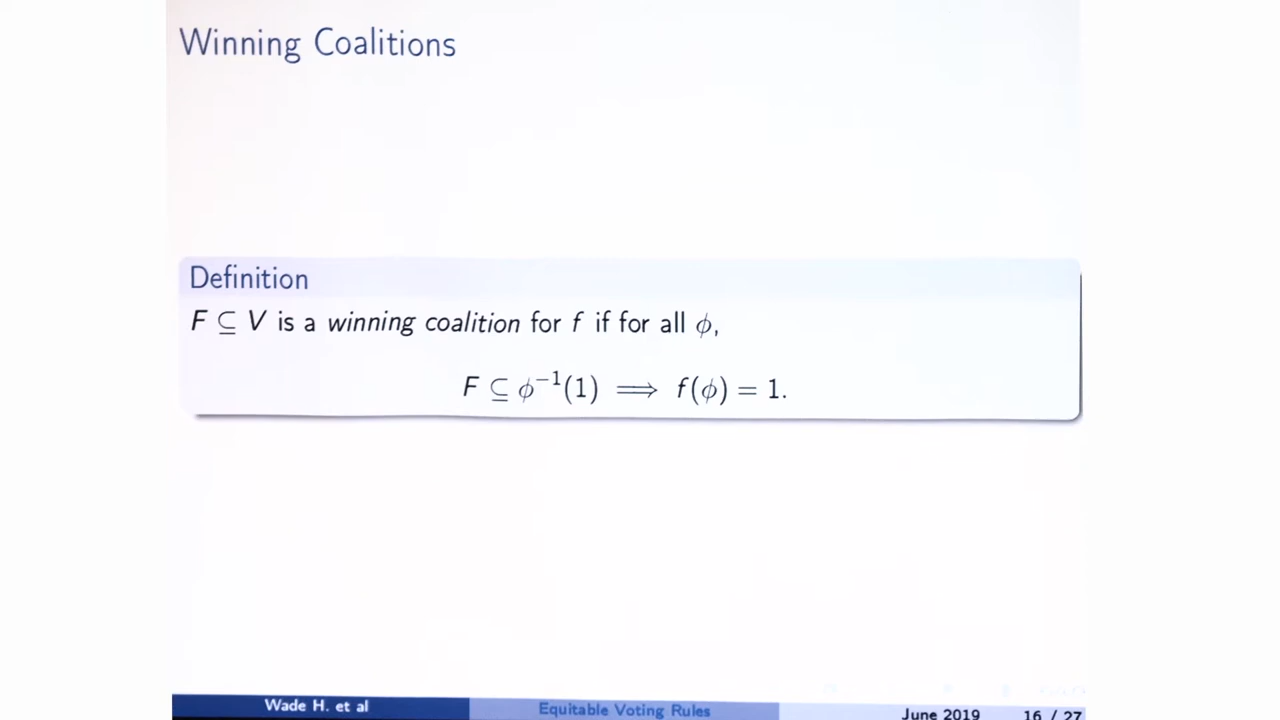 Winning Coalitions
Definition
F ⊆ V is a winning coalition for f if for all ϕ,
F ⊆ ϕ⁻¹(1) ⟹ f(ϕ) = 1.
Wade H. et al
Equitable Voting Rules
June 2019
16 / 27